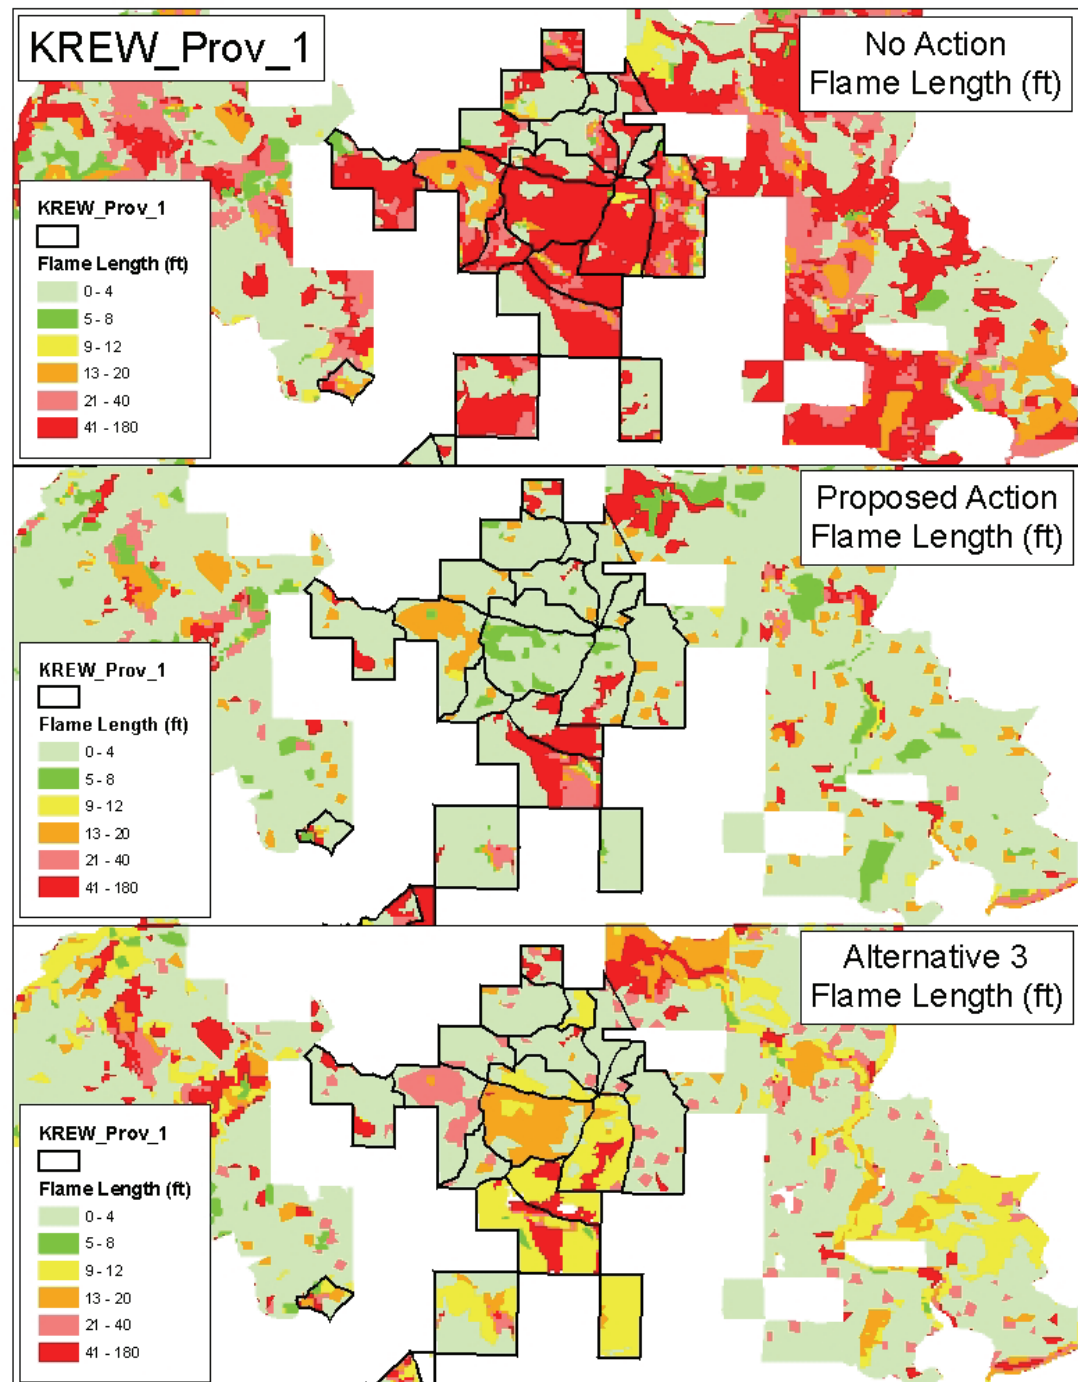 KREW_Prov_1
No Action
Flame Length (ft)
KREW_Prov_1
Flame Length (ft)
0 - 4
5 - 8
9 - 12
13 - 20
21 - 40
41 - 180
Proposed Action
Flame Length (ft)
KREW_Prov_1
Flame Length (ft)
0 - 4
5 - 8
9 - 12
13 - 20
21 - 40
41 - 180
Alternative 3
Flame Length (ft)
KREW_Prov_1
Flame Length (ft)
0 - 4
5 - 8
9 - 12
13 - 20
21 - 40
41 - 180